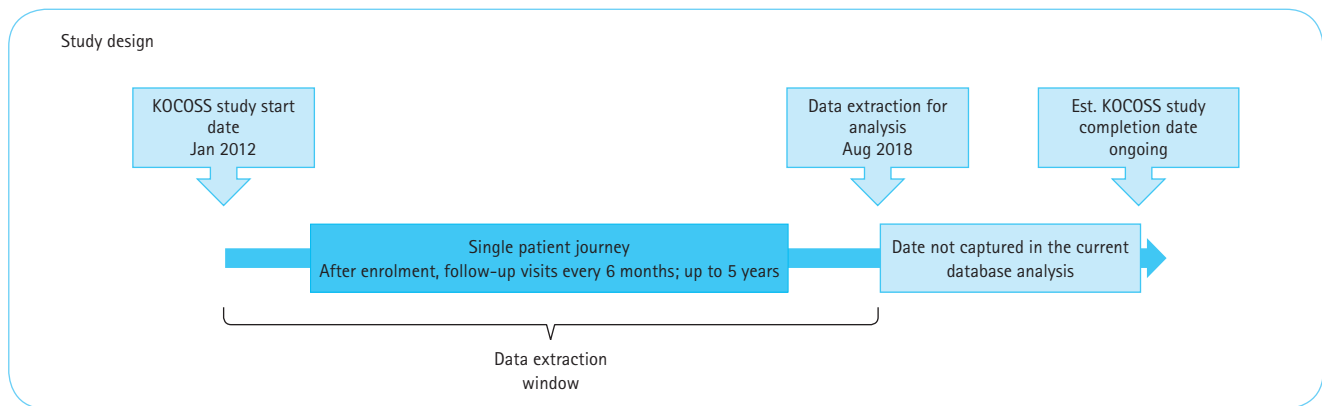 Study design
KOCOSS study start
date
Jan 2012
Data extraction for
analysis
Aug 2018
Est. KOCOSS study
completion date
ongoing
Single patient journey
After enrolment, follow-up visits every 6 months; up to 5 years
Date not captured in the current
database analysis
Data extraction
window